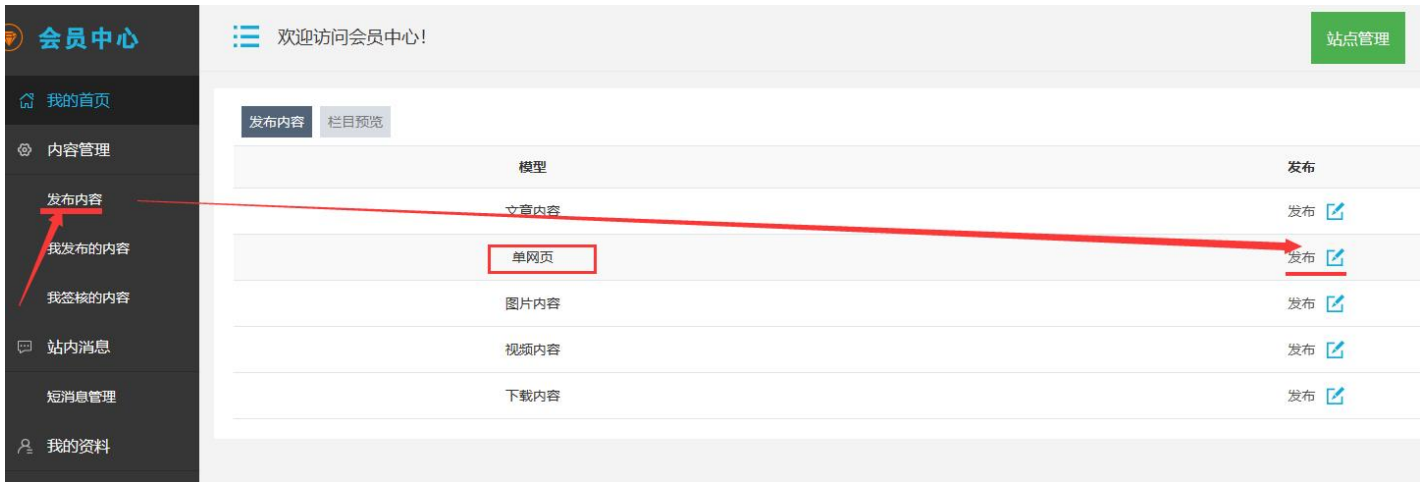 会员中心
欢迎访问会员中心!
站点管理
我的首页
内容管理
发布内容
我发布的内容
我签核的内容
站内消息
短消息管理
我的资料
发布内容 栏目预览
模型 发布
文章内容 发布
单网页 发布
图片内容 发布
视频内容 发布
下载内容 发布